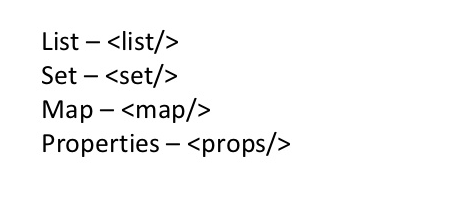 List – <list/>
Set – <set/>
Map – <map/>
Properties – <props/>